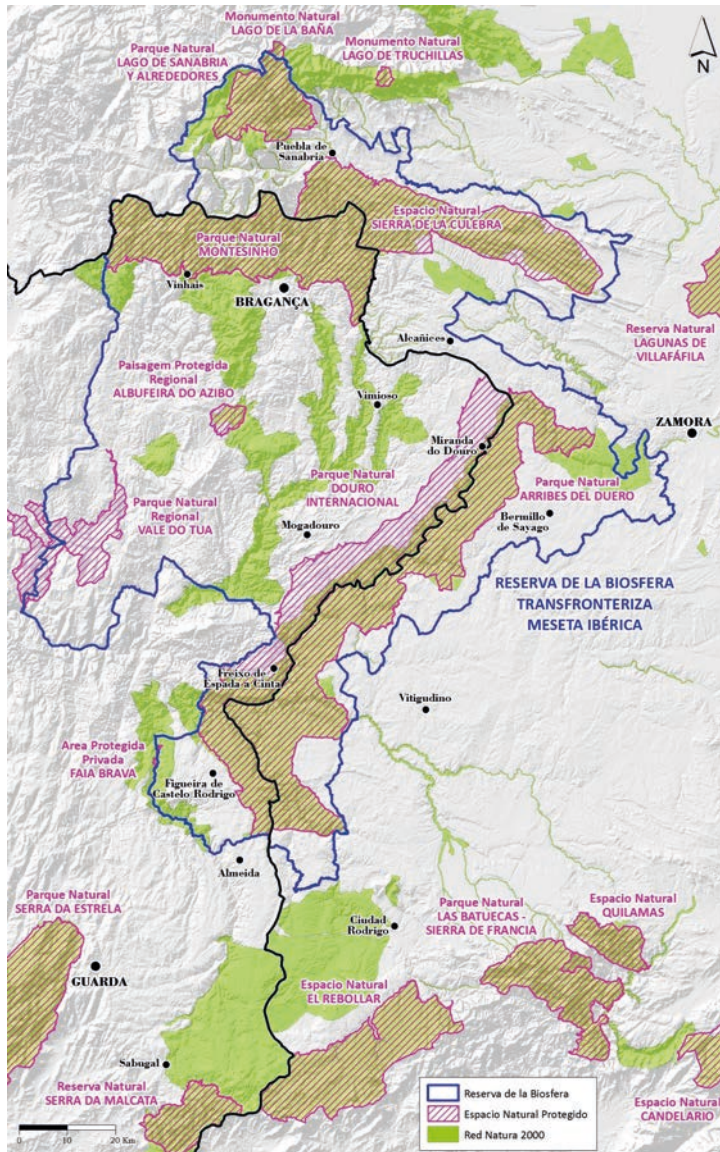 Monumento Natural
LAGO DE LA BAÑA
Parque Natural
LAGO DE SANABRIA
Y ALREDEDORES
Monumento Natural
LAGO DE TRUCHILLAS
N
Puebla de
Sanabria
Espacio Natural
SIERRA DE LA CULEBRA
Parque Natural
MONTESINHO
Vinhais
BRAGANÇA
Reserva Natural
LAGUNAS DE
VILLAFÁFILA
Alcañices
Paisagem Protegida
Regional
ALBUFEIRA DO AZIBO
Vimioso
ZAMORA
Miranda
do Douro
Parque Natural
DOURO
INTERNACIONAL
Parque Natural
ARRIBES DEL DUERO
Parque Natural
Regional
VALE DO TUA
Mogadouro
Bermillo
de Sayago
RESERVA DE LA BIOSFERA
TRANSFRONTERIZA
MESETA IBÉRICA
Freixo de
Espada à Cinta
Vitigudino
Area Protegida
Privada
FAIA BRAVA
Figueira de
Castelo Rodrigo
Almeida
Parque Natural
SERRA DA ESTRELA
Ciudad
Rodrigo
Parque Natural
LAS BATUECAS -
SIERRA DE FRANCIA
Espacio Natural
QUILAMAS
GUARDA
Espacio Natural
EL REBOLLAR
Sabugal
Reserva Natural
SERRA DA MALCATA
Espacio Natural
CANDELARIO
Reserva de la Biosfera
Espacio Natural Protegido
Red Natura 2000
0 10 20 Km